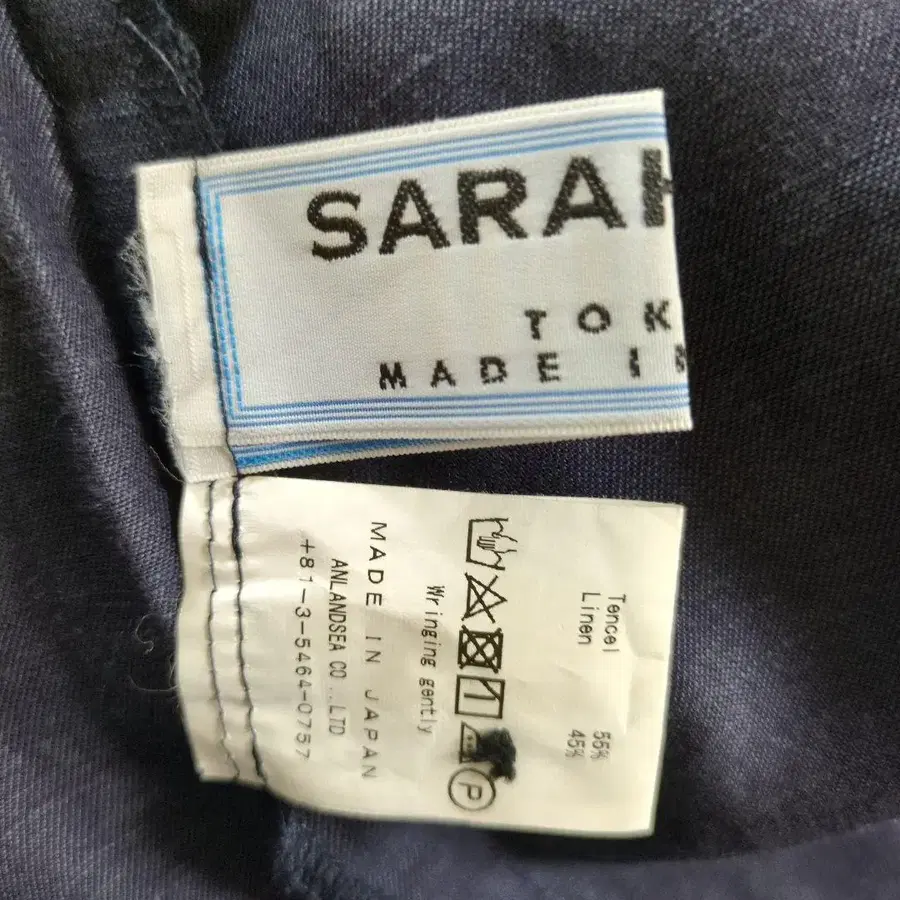 SARAH
TOK
MADE IN
Tencel 55%
Linen 45%
Wringing gently
P
MADE IN JAPAN
ANLANDSEA CO.,LTD
+81-3-5464-0757